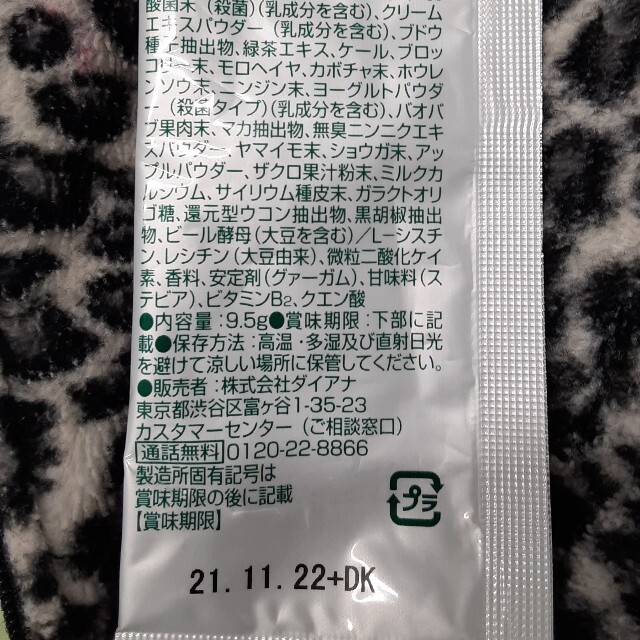 酸菌末(殺菌)(乳成分を含む)、クリーム
エキスパウダー(乳成分を含む)、ブドウ
種子抽出物、緑茶エキス、ケール、ブロッ
コリー末、モロヘイヤ、カボチャ末、ホウレ
ンソウ末、ニンジン末、ヨーグルトパウダ
ー(殺菌タイプ)(乳成分を含む)、バオバ
ブ果肉末、マカ抽出物、無臭ニンニクエキ
スパウダー、ヤマイモ末、ショウガ末、アッ
プルパウダー、ザクロ果汁粉末、ミルクカ
ルシウム、サイリウム種皮末、ガラクトオリ
ゴ糖、還元型ウコン抽出物、黒胡椒抽出
物、ビール酵母(大豆を含む)/L-シスチ
ン、レシチン(大豆由来)、微粒二酸化ケイ
素、香料、安定剤(グァーガム)、甘味料(ス
テビア)、ビタミンB₂、クエン酸
●内容量:9.5g●賞味期限:下部に記
載●保存方法:高温・多湿及び直射日光
を避けて涼しい場所に保管してください。
●販売者:株式会社ダイアナ
東京都渋谷区富ヶ谷1-35-23
カスタマーセンター(ご相談窓口)
通話無料 0120-22-8866
製造所固有記号は
賞味期限の後に記載
【賞味期限】
プラ
21.11.22+DK